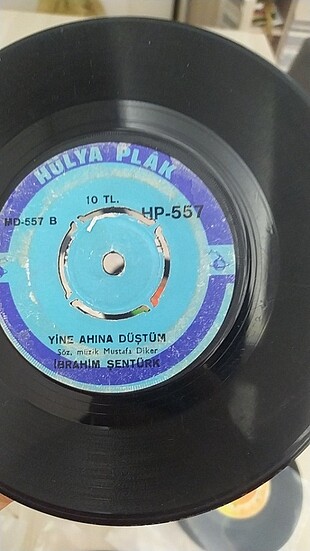 HÜLYA PLAK
10 TL.
MD-557 B
HP-557
YİNE AHINA DÜŞTÜM
Söz, müzik Mustafa Diker
İBRAHİM ŞENTÜRK